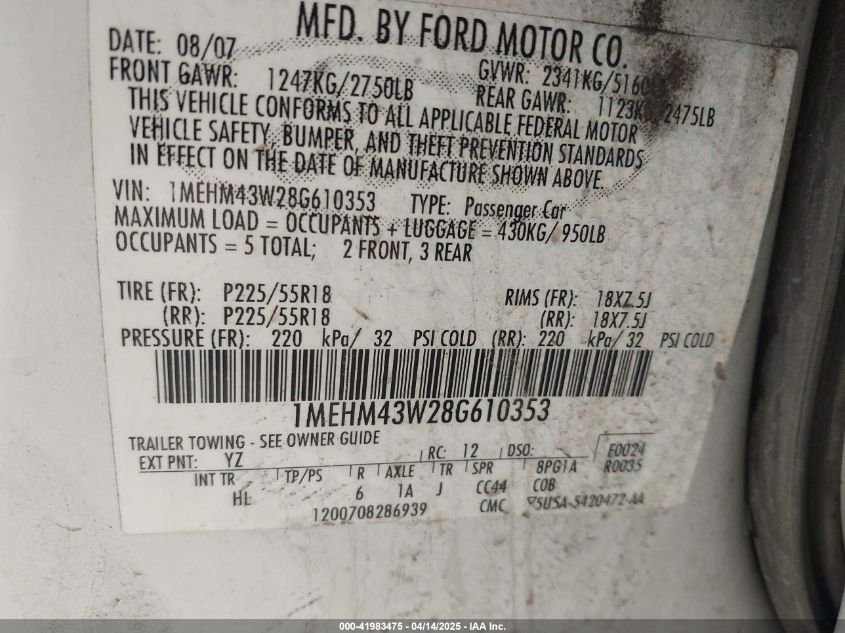 MFD. BY FORD MOTOR CO.
DATE: 08/07 GVWR: 2341KG/5160
FRONT GAWR: 1247KG/2750LB REAR GAWR: 1123K 2475LB
THIS VEHICLE CONFORMS TO ALL APPLICABLE FEDERAL MOTOR
VEHICLE SAFETY, BUMPER, AND THEFT PREVENTION STANDARDS
IN EFFECT ON THE DATE OF MANUFACTURE SHOWN ABOVE.
VIN: 1MEHM43W28G610353 TYPE: Passenger Car
MAXIMUM LOAD = OCCUPANTS + LUGGAGE = 430KG/950LB
OCCUPANTS = 5 TOTAL; 2 FRONT, 3 REAR
TIRE (FR): P225/55R18 RIMS (FR): 18X7.5J
(RR): P225/55R18 (RR): 18X7.5J
PRESSURE (FR): 220 kPa/ 32 PSI COLD (RR): 220 kPa/ 32 PSI COLD
1MEHM43W28G610353
TRAILER TOWING - SEE OWNER GUIDE
EXT PNT: YZ RC: 12 DSO: F0024
INT TR TP/PS R AXLE TR SPR 8PG1A R0035
HL 6 1A J CC44 COB
1200708286939 CMC 5USA-5420472-AA
000-41983475 - 04/14/2025 - IAA Inc.